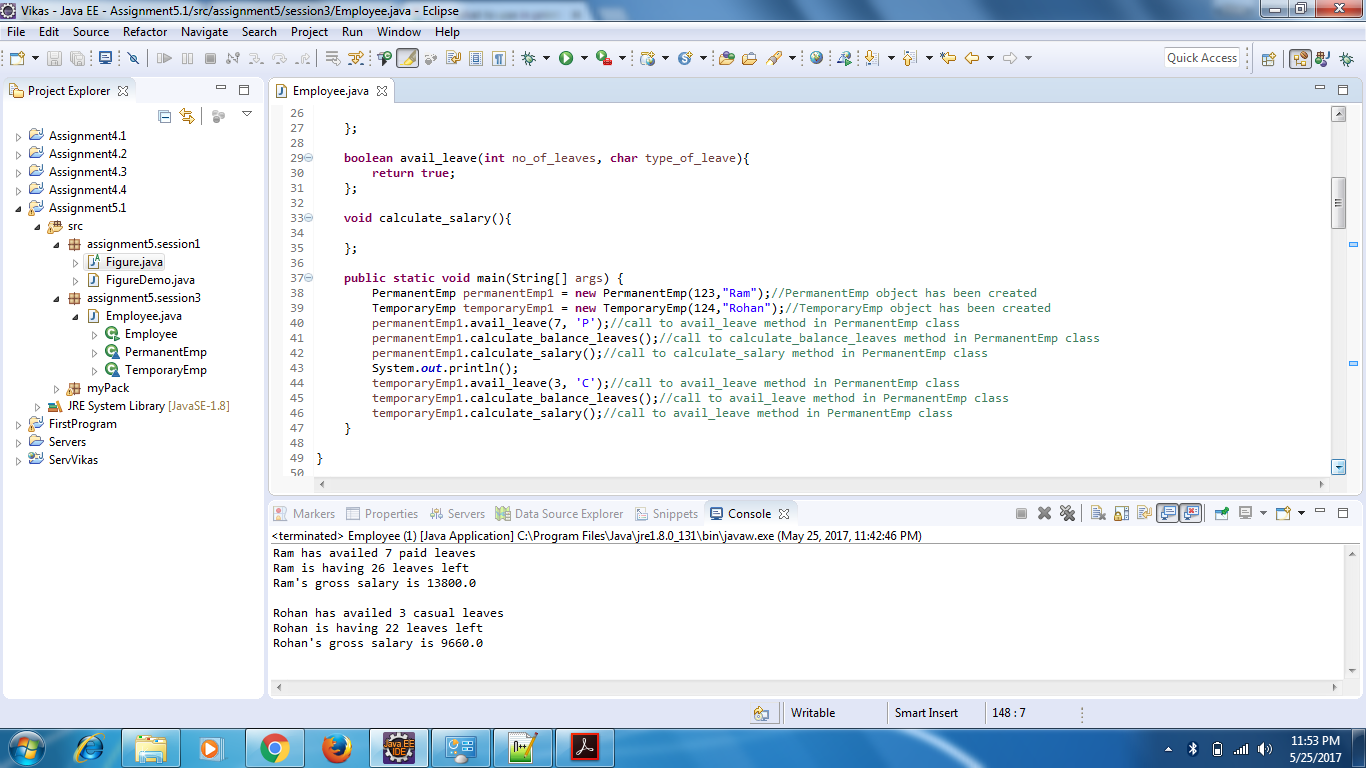 Vikas - Java EE - Assignment5.1/src/assignment5/session3/Employee.java - Eclipse
File Edit Source Refactor Navigate Search Project Run Window Help
Quick Access
Project Explorer
Assignment4.1
Assignment4.2
Assignment4.3
Assignment4.4
Assignment5.1
src
assignment5.session1
Figure.java
FigureDemo.java
assignment5.session3
Employee.java
Employee
PermanentEmp
TemporaryEmp
myPack
JRE System Library [JavaSE-1.8]
FirstProgram
Servers
ServVikas
Employee.java
26
27 };
28
29 boolean avail_leave(int no_of_leaves, char type_of_leave){
30 return true;
31 };
32
33 void calculate_salary(){
34
35 };
36
37 public static void main(String[] args) {
38 PermanentEmp permanentEmp1 = new PermanentEmp(123,"Ram");//PermanentEmp object has been created
39 TemporaryEmp temporaryEmp1 = new TemporaryEmp(124,"Rohan");//TemporaryEmp object has been created
40 permanentEmp1.avail_leave(7, 'P');//call to avail_leave method in PermanentEmp class
41 permanentEmp1.calculate_balance_leaves();//call to calculate_balance_leaves method in PermanentEmp class
42 permanentEmp1.calculate_salary();//call to calculate_salary method in PermanentEmp class
43 System.out.println();
44 temporaryEmp1.avail_leave(3, 'C');//call to avail_leave method in PermanentEmp class
45 temporaryEmp1.calculate_balance_leaves();//call to avail_leave method in PermanentEmp class
46 temporaryEmp1.calculate_salary();//call to avail_leave method in PermanentEmp class
47 }
48
49 }
50
Markers Properties Servers Data Source Explorer Snippets Console
<terminated> Employee (1) [Java Application] C:\Program Files\Java\jre1.8.0_131\bin\javaw.exe (May 25, 2017, 11:42:46 PM)
Ram has availed 7 paid leaves
Ram is having 26 leaves left
Ram's gross salary is 13800.0
Rohan has availed 3 casual leaves
Rohan is having 22 leaves left
Rohan's gross salary is 9660.0
Writable Smart Insert 148 : 7
Java EE
IDE
11:53 PM
5/25/2017